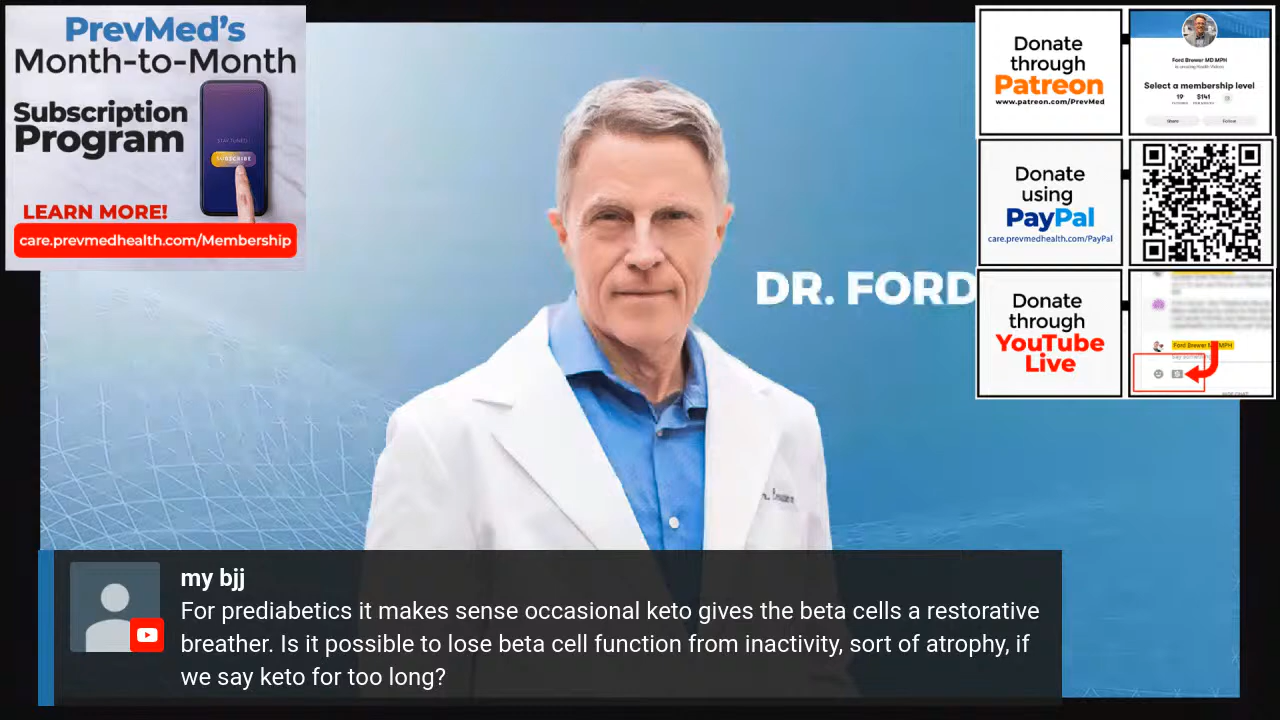 PrevMed's
Month-to-Month
Subscription
Program
STAY TUNED
SUBSCRIBE
LEARN MORE!
care.prevmedhealth.com/Membership
DR. FORD
Donate
through
Patreon
www.patreon.com/PrevMed
Ford Brewer MD MPH
Select a membership level
19 $141
Share Follow
Donate
using
PayPal
care.prevmedhealth.com/PayPal
Donate
through
YouTube
Live
Ford Brewer
my bjj
For prediabetics it makes sense occasional keto gives the beta cells a restorative
breather. Is it possible to lose beta cell function from inactivity, sort of atrophy, if
we say keto for too long?